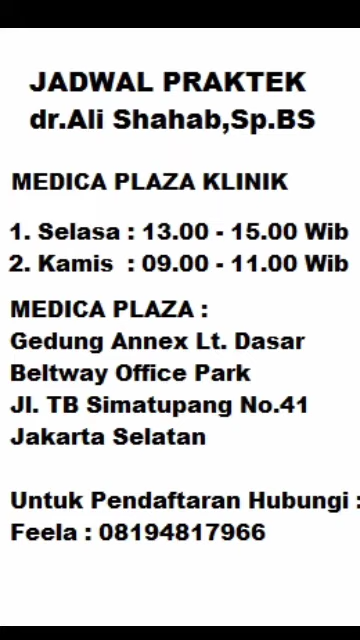 JADWAL PRAKTEK
dr.Ali Shahab,Sp.BS
MEDICA PLAZA KLINIK
1. Selasa : 13.00 - 15.00 Wib
2. Kamis : 09.00 - 11.00 Wib
MEDICA PLAZA :
Gedung Annex Lt. Dasar
Beltway Office Park
Jl. TB Simatupang No.41
Jakarta Selatan
Untuk Pendaftaran Hubungi :
Feela : 08194817966